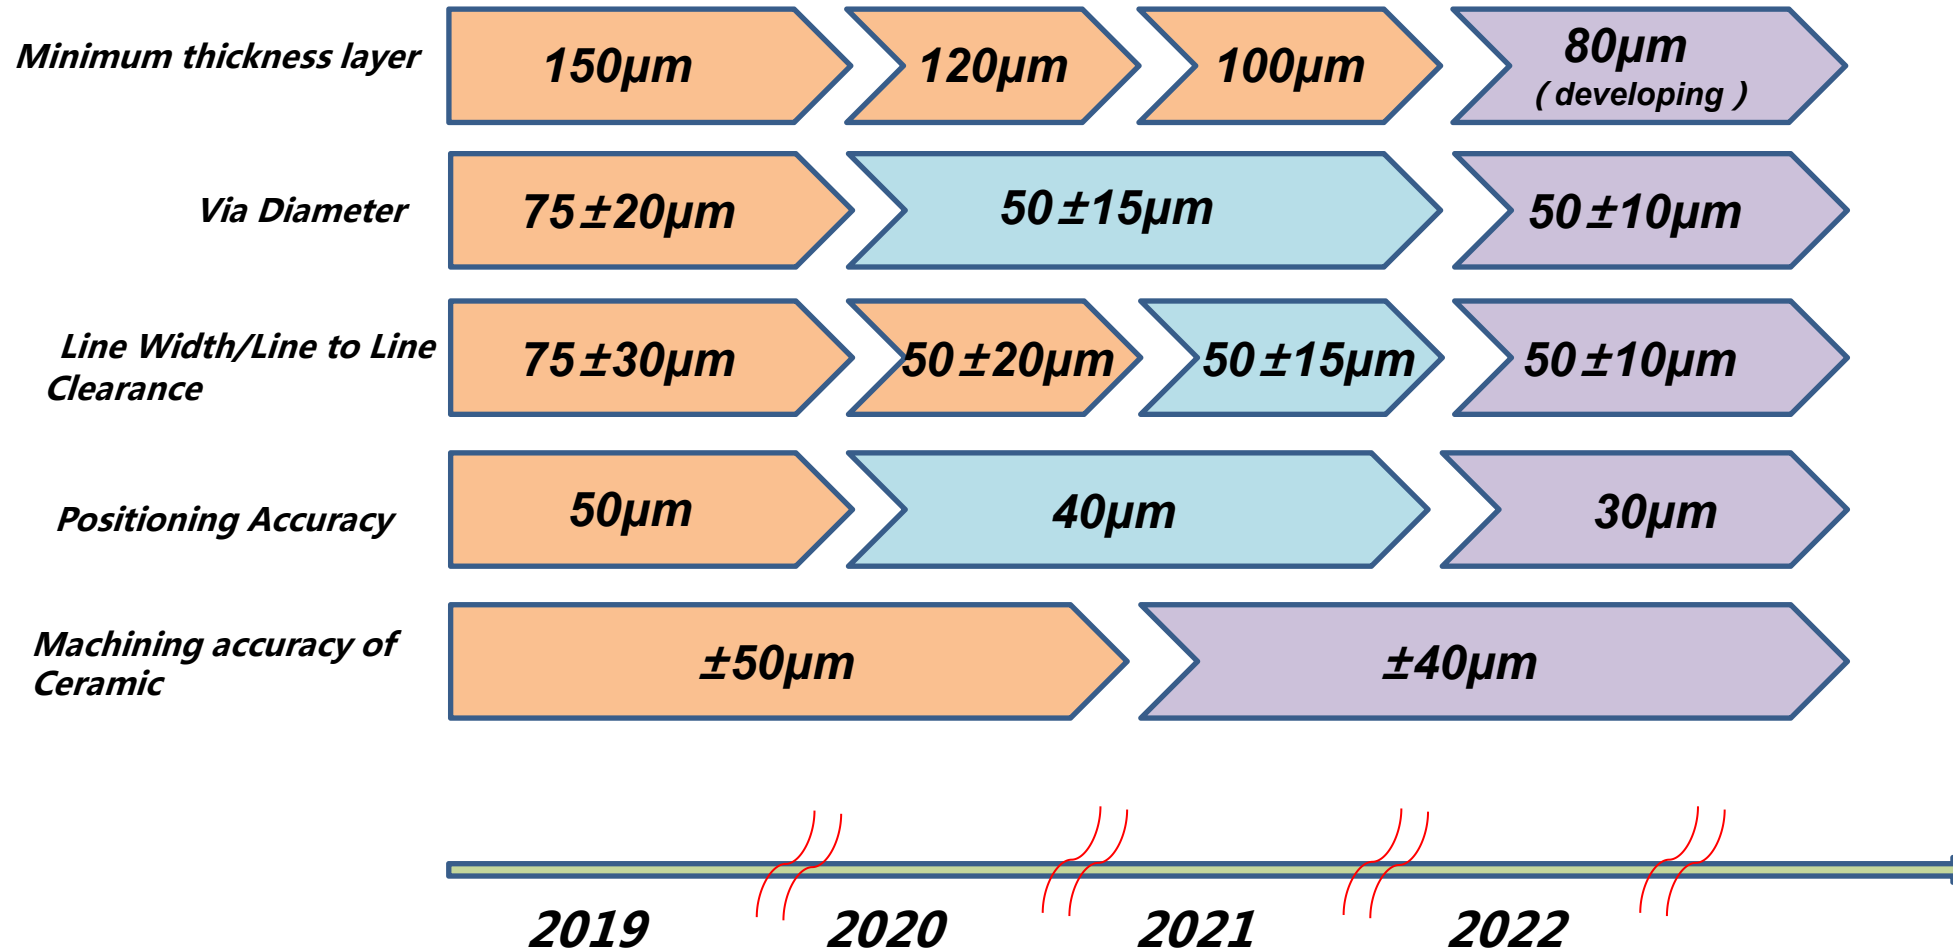 Minimum thickness layer
150μm
120μm
100μm
80μm
( developing )
Via Diameter
75±20μm
50±15μm
50±10μm
Line Width/Line to Line
Clearance
75±30μm
50±20μm
50±15μm
50±10μm
Positioning Accuracy
50μm
40μm
30μm
Machining accuracy of
Ceramic
±50μm
±40μm
2019
2020
2021
2022